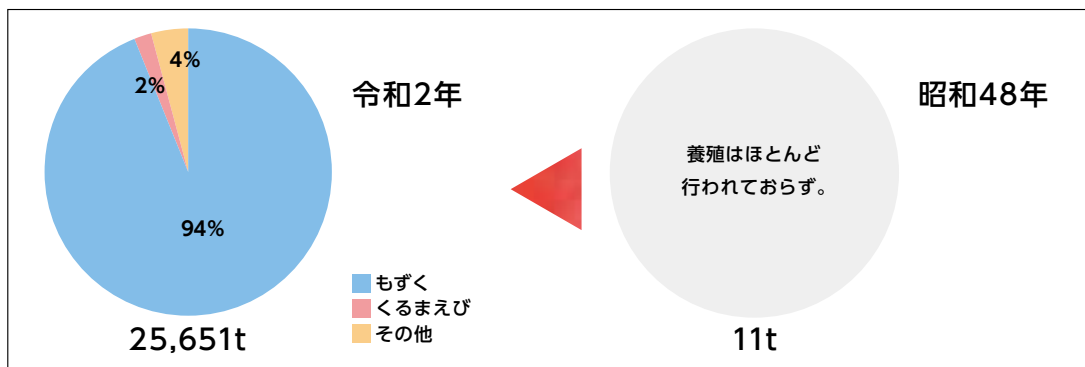 4%
2%
94%
令和2年
もずく
くるまえび
その他
25,651t
昭和48年
養殖はほとんど
行われておらず。
11t